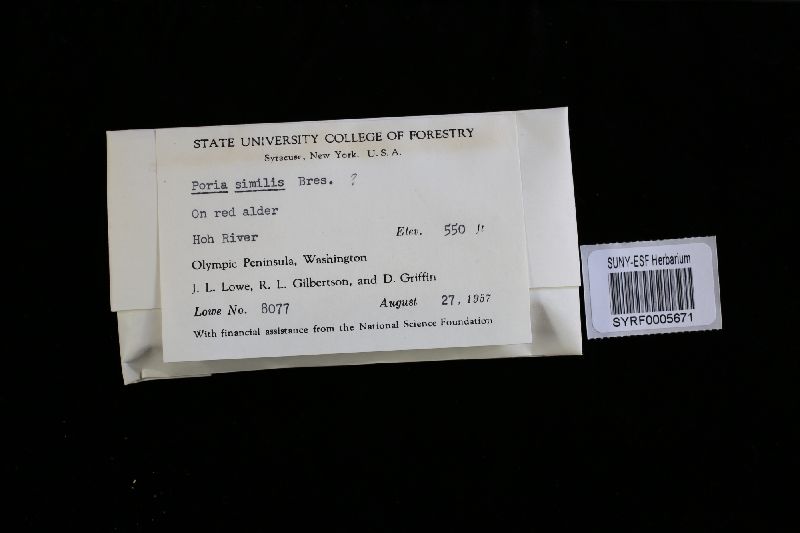 STATE UNIVERSITY COLLEGE OF FORESTRY
Syracuse, New York. U.S.A.
Poria similis Bres. ?
On red alder
Hoh River Elev. 550 ft
Olympic Peninsula, Washington
J. L. Lowe, R. L. Gilbertson, and D. Griffin
Lowe No. 8077 August 27, 1957
With financial assistance from the National Science Foundation
SUNY-ESF Herbarium
SYRF0005671